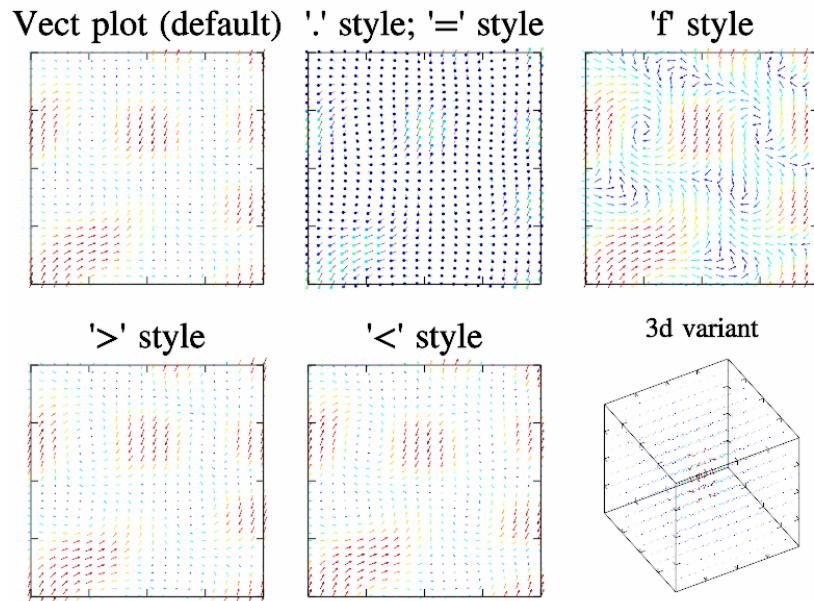 Vect plot (default)
'.' style; '=' style
'f' style
'>' style
'<' style
3d variant